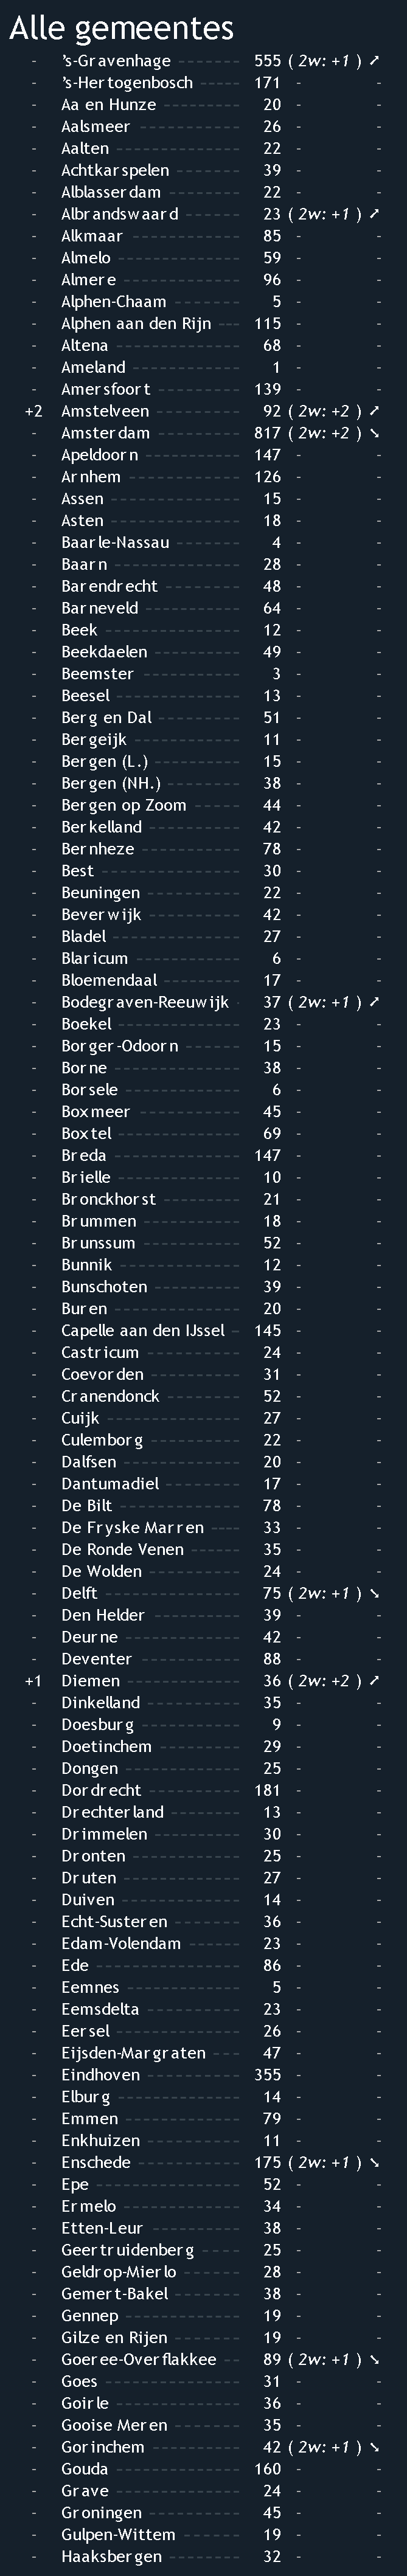 Alle gemeentes
- 's-Gravenhage 555 ( 2w: +1 ) ↗
- 's-Hertogenbosch ------- 171 - -
- Aa en Hunze ---------- 20 - -
- Aalsmeer ------------ 26 - -
- Aalten --------------- 22 - -
- Achtkarspelen -------- 39 - -
- Alblasserdam --------- 22 - -
- Albrandswaard ------- 23 ( 2w: +1 ) ↗
- Alkmaar ------------- 85 - -
- Almelo -------------- 59 - -
- Almere -------------- 96 - -
- Alphen-Chaam -------- 5 - -
- Alphen aan den Rijn --- 115 - -
- Altena --------------- 68 - -
- Ameland ------------- 1 - -
- Amersfoort ---------- 139 - -
+2 Amstelveen ---------- 92 ( 2w: +2 ) ↗
- Amsterdam ---------- 817 ( 2w: +2 ) ↘
- Apeldoorn ----------- 147 - -
- Arnhem ------------- 126 - -
- Assen --------------- 15 - -
- Asten --------------- 18 - -
- Baarle-Nassau -------- 4 - -
- Baarn --------------- 28 - -
- Barendrecht --------- 48 - -
- Barneveld ----------- 64 - -
- Beek ---------------- 12 - -
- Beekdaelen ---------- 49 - -
- Beemster ------------ 3 - -
- Beesel -------------- 13 - -
- Berg en Dal ---------- 51 - -
- Bergeijk ------------- 11 - -
- Bergen (L.) ---------- 15 - -
- Bergen (NH.) --------- 38 - -
- Bergen op Zoom ------ 44 - -
- Berkelland ----------- 42 - -
- Bernheze ------------ 78 - -
- Best ---------------- 30 - -
- Beuningen ----------- 22 - -
- Beverwijk ----------- 42 - -
- Bladel --------------- 27 - -
- Blaricum ------------ 6 - -
- Bloemendaal --------- 17 - -
- Bodegraven-Reeuwijk - 37 ( 2w: +1 ) ↗
- Boekel -------------- 23 - -
- Borger-Odoorn ------- 15 - -
- Borne --------------- 38 - -
- Borsele ------------- 6 - -
- Boxmeer ------------ 45 - -
- Boxtel -------------- 69 - -
- Breda --------------- 147 - -
- Brielle -------------- 10 - -
- Bronckhorst --------- 21 - -
- Brummen ------------ 18 - -
- Brunssum ----------- 52 - -
- Bunnik -------------- 12 - -
- Bunschoten ---------- 39 - -
- Buren --------------- 20 - -
- Capelle aan den IJssel - 145 - -
- Castricum ----------- 24 - -
- Coevorden ---------- 31 - -
- Cranendonck -------- 52 - -
- Cuijk --------------- 27 - -
- Culemborg ---------- 22 - -
- Dalfsen ------------- 20 - -
- Dantumadiel --------- 17 - -
- De Bilt -------------- 78 - -
- De Fryske Marren ---- 33 - -
- De Ronde Venen ------ 35 - -
- De Wolden ----------- 24 - -
- Delft --------------- 75 ( 2w: +1 ) ↘
- Den Helder ---------- 39 - -
- Deurne -------------- 42 - -
- Deventer ------------ 88 - -
+1 Diemen ------------- 36 ( 2w: +2 ) ↗
- Dinkelland ----------- 35 - -
- Doesburg ----------- 9 - -
- Doetinchem ---------- 29 - -
- Dongen ------------- 25 - -
- Dordrecht ----------- 181 - -
- Drechterland -------- 13 - -
- Drimmelen ---------- 30 - -
- Dronten ------------- 25 - -
- Druten -------------- 27 - -
- Duiven -------------- 14 - -
- Echt-Susteren -------- 36 - -
- Edam-Volendam ------ 23 - -
- Ede ----------------- 86 - -
- Eemnes ------------- 5 - -
- Eemsdelta ----------- 23 - -
- Eersel -------------- 26 - -
- Eijsden-Margraten ---- 47 - -
- Eindhoven ----------- 355 - -
- Elburg -------------- 14 - -
- Emmen ------------- 79 - -
- Enkhuizen ----------- 11 - -
- Enschede ----------- 175 ( 2w: +1 ) ↘
- Epe ----------------- 52 - -
- Ermelo -------------- 34 - -
- Etten-Leur ---------- 38 - -
- Geertruidenberg ----- 25 - -
- Geldrop-Mierlo ------- 28 - -
- Gemert-Bakel -------- 38 - -
- Gennep ------------- 19 - -
- Gilze en Rijen -------- 19 - -
- Goeree-Overflakkee -- 89 ( 2w: +1 ) ↘
- Goes ---------------- 31 - -
- Goirle --------------- 36 - -
- Gooise Meren -------- 35 - -
- Gorinchem ---------- 42 ( 2w: +1 ) ↘
- Gouda -------------- 160 - -
- Grave --------------- 24 - -
- Groningen ----------- 45 - -
- Gulpen-Wittem ------- 19 - -
- Haaksbergen --------- 32 - -